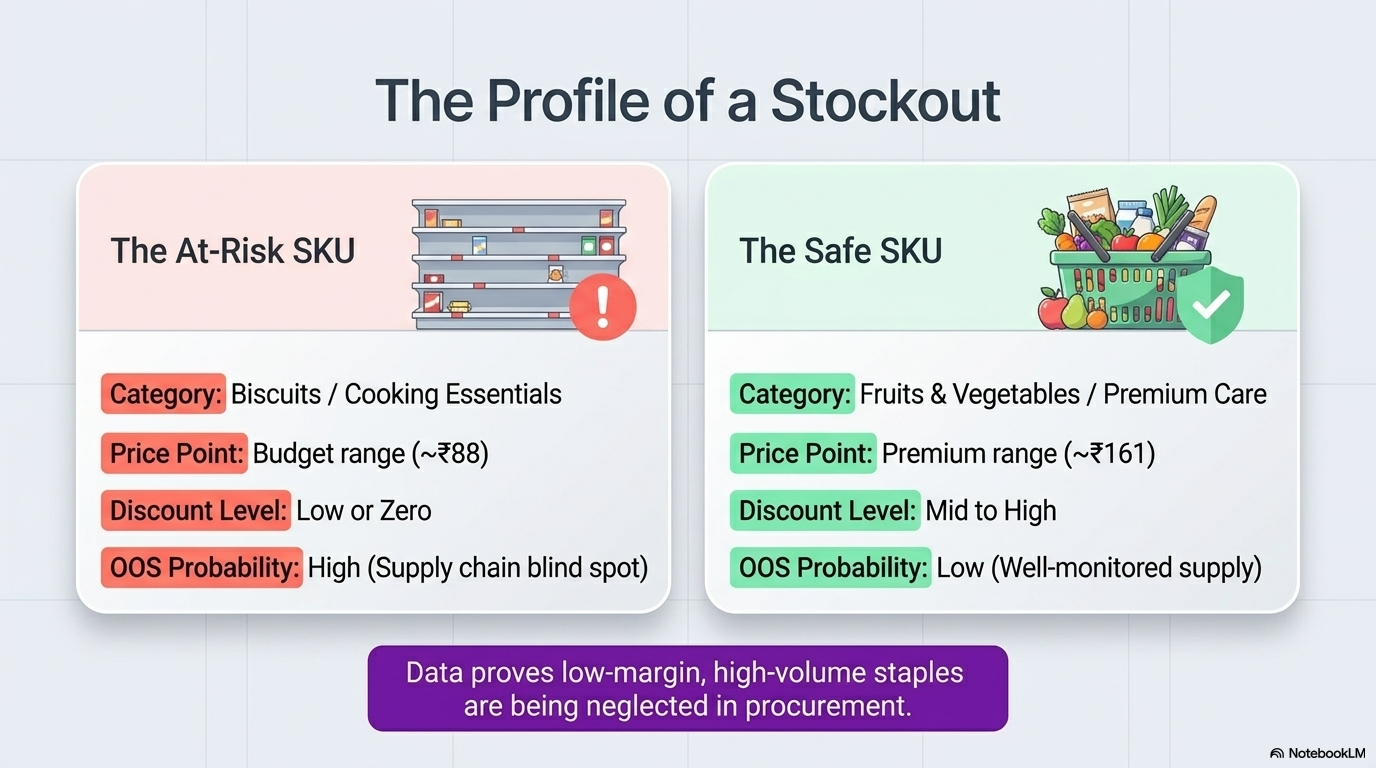 The Profile of a Stockout
The At-Risk SKU
Category: Biscuits / Cooking Essentials
Price Point: Budget range (~₹88)
Discount Level: Low or Zero
OOS Probability: High (Supply chain blind spot)
The Safe SKU
Category: Fruits & Vegetables / Premium Care
Price Point: Premium range (~₹161)
Discount Level: Mid to High
OOS Probability: Low (Well-monitored supply)
Data proves low-margin, high-volume staples
are being neglected in procurement.
NotebookLM